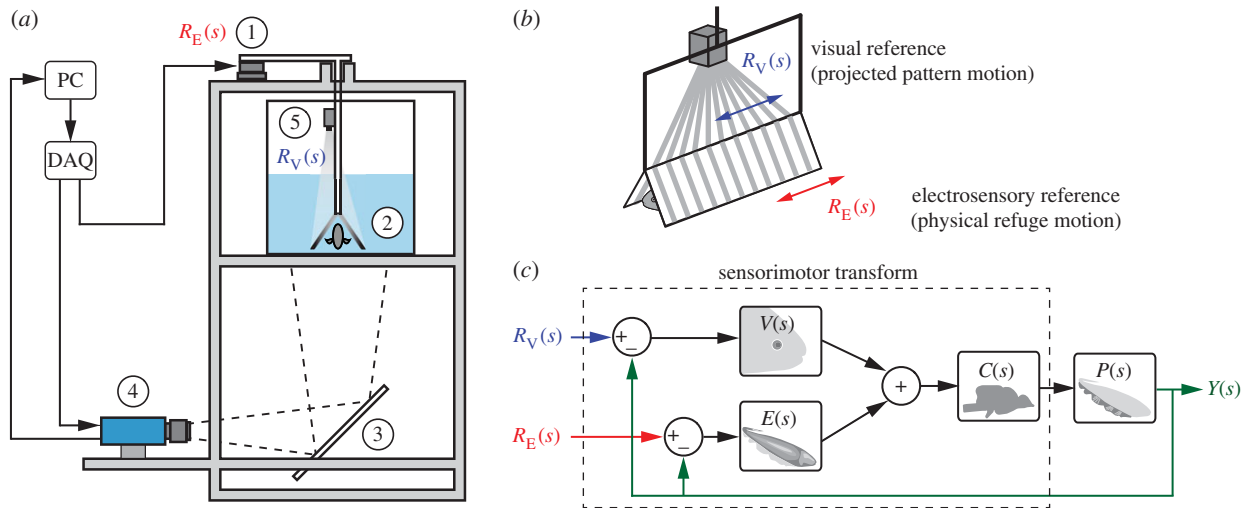 (a)
R_E(s)
1
PC
DAQ
5
R_V(s)
2
4
3
(b)
R_V(s)
visual reference
(projected pattern motion)
R_E(s)
electrosensory reference
(physical refuge motion)
(c)
sensorimotor transform
R_V(s)
+
–
V(s)
+
C(s)
P(s)
Y(s)
R_E(s)
+
–
E(s)